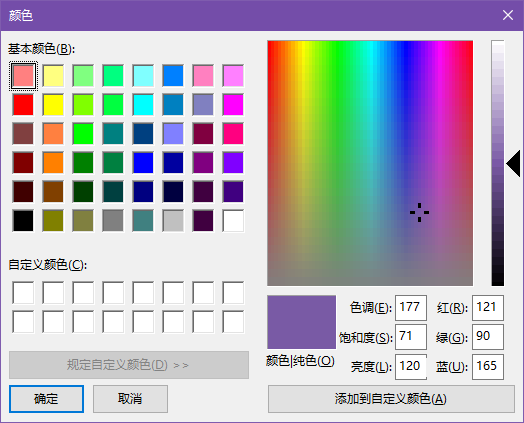 颜色
基本颜色(B):
自定义颜色(C):
规定自定义颜色(D) >>
确定 取消
色调(E): 177 红(R): 121
饱和度(S): 71 绿(G): 90
颜色|纯色(O) 亮度(L): 120 蓝(U): 165
添加到自定义颜色(A)